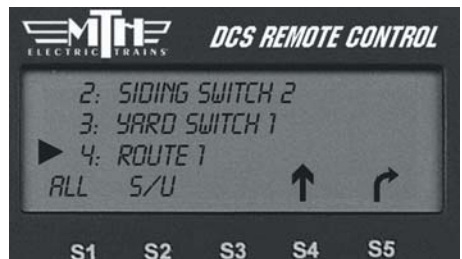 MTH
ELECTRIC TRAINS
DCS REMOTE CONTROL
2: SIDING SWITCH 2
3: YARD SWITCH 1
4: ROUTE 1
ALL S/U
S1 S2 S3 S4 S5